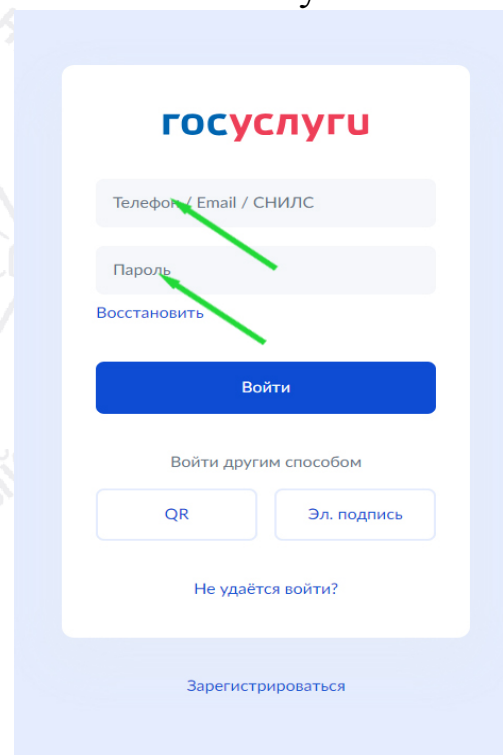 госуслуги
Телефон / Email / СНИЛС
Пароль
Восстановить
Войти
Войти другим способом
QR
Эл. подпись
Не удаётся войти?
Зарегистрироваться